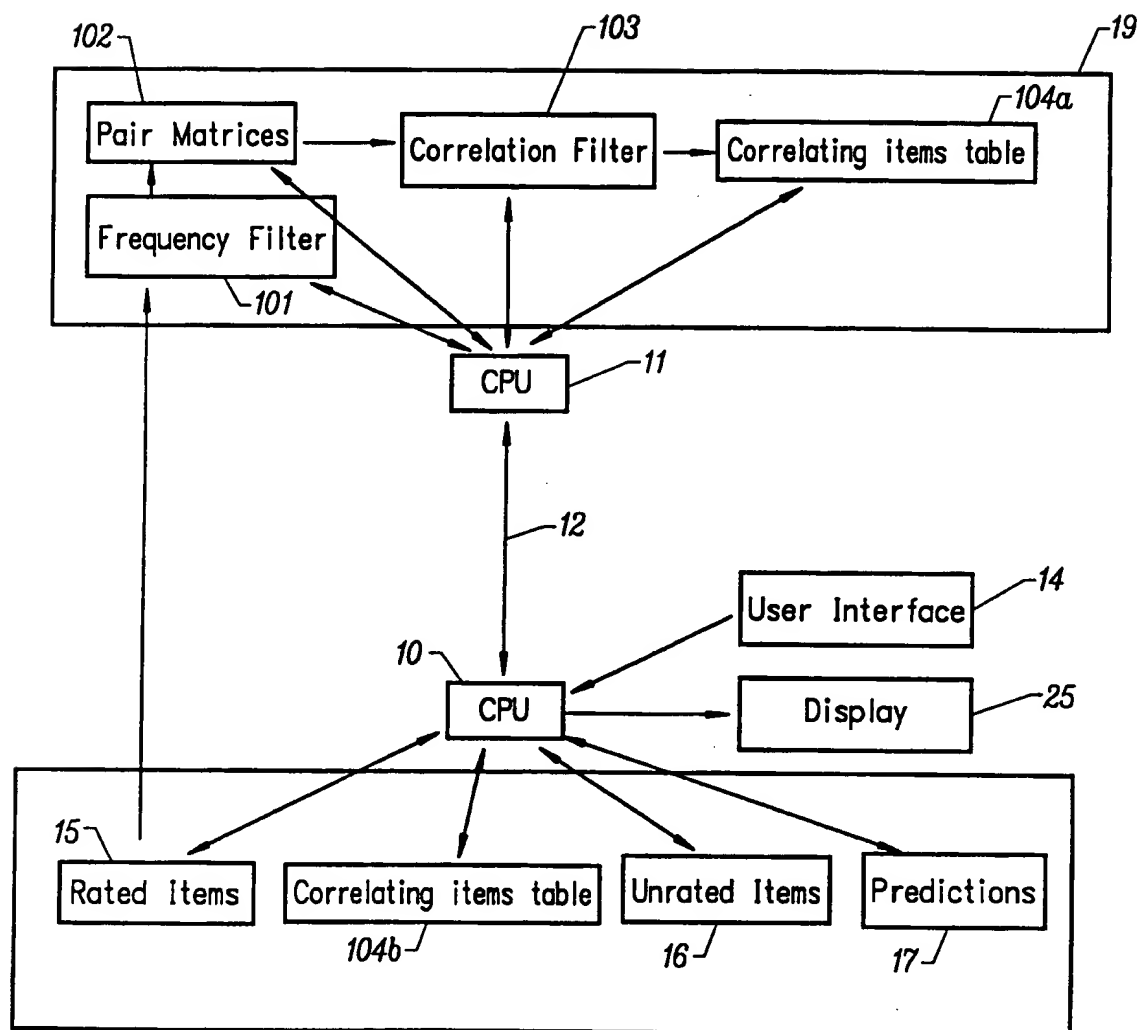 102
103
19
104a
Pair Matrices
Correlation Filter
Correlating items table
Frequency Filter
101
CPU
11
12
User Interface
14
10
CPU
Display
25
15
Rated Items
Correlating items table
Unrated Items
Predictions
104b
16
17